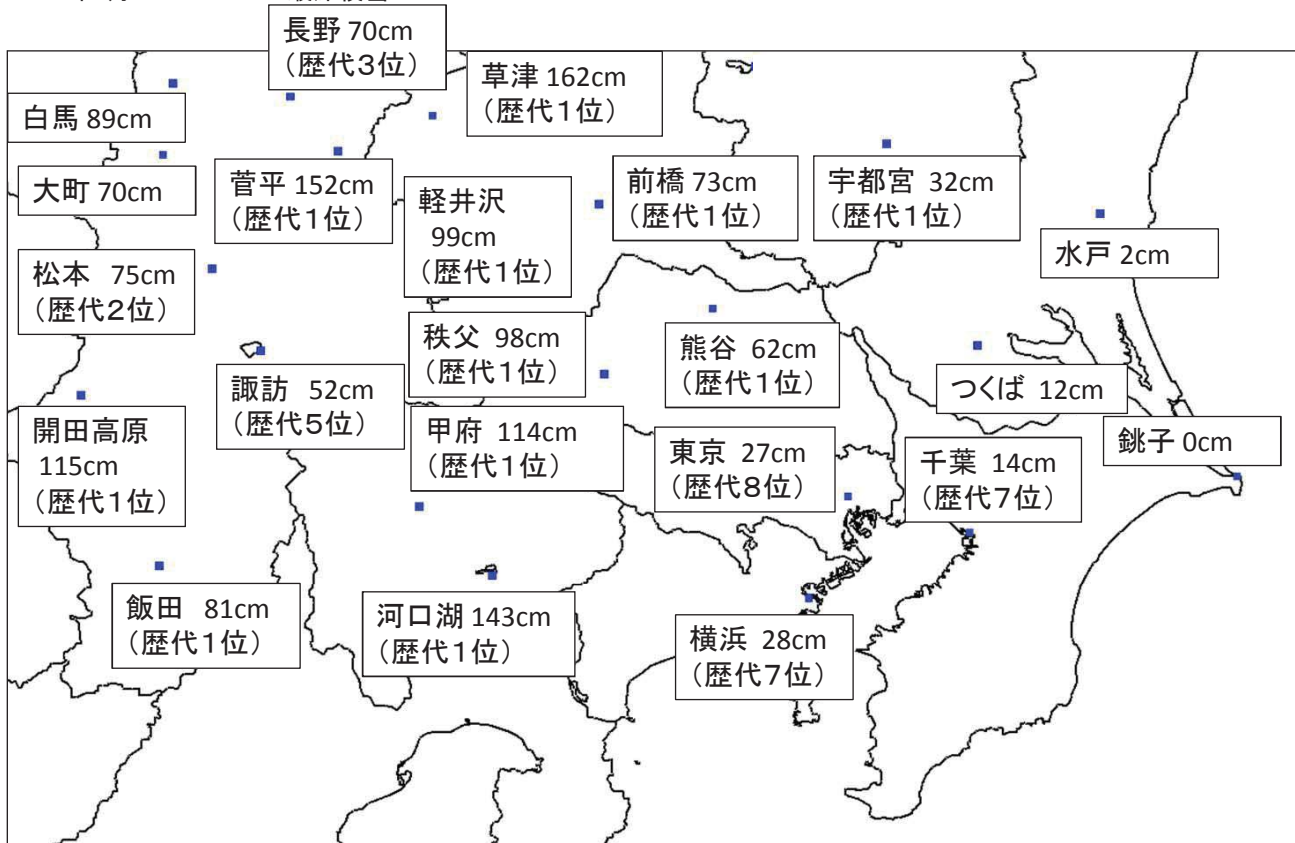 長野 70cm
(歴代3位)
草津 162cm
(歴代1位)
白馬 89cm
大町 70cm
菅平 152cm
(歴代1位)
軽井沢
99cm
(歴代1位)
前橋 73cm
(歴代1位)
宇都宮 32cm
(歴代1位)
水戸 2cm
松本 75cm
(歴代2位)
秩父 98cm
(歴代1位)
熊谷 62cm
(歴代1位)
諏訪 52cm
(歴代5位)
つくば 12cm
開田高原
115cm
(歴代1位)
甲府 114cm
(歴代1位)
東京 27cm
(歴代8位)
千葉 14cm
(歴代7位)
銚子 0cm
飯田 81cm
(歴代1位)
河口湖 143cm
(歴代1位)
横浜 28cm
(歴代7位)